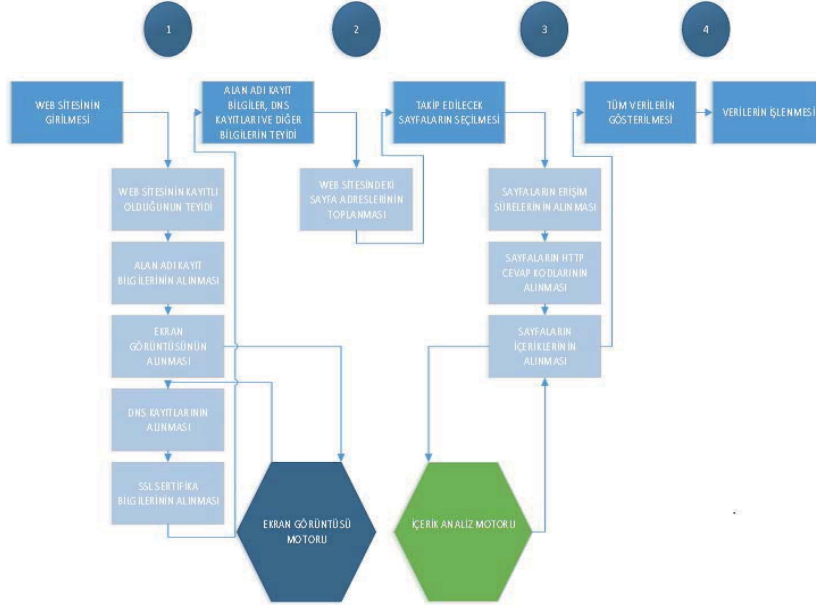 1
2
3
4
WEB SİTESİNİN
GİRİLMESİ
ALAN ADI KAYIT
BİLGİLER, DNS
KAYITLARI VE DİĞER
BİLGİLERİN TEYİDİ
TAKİP EDİLECEK
SAYFALARIN SEÇİLMESİ
TÜM VERİLERİN
GÖSTERİLMESİ
VERİLERİN İŞLENMESİ
WEB SİTESİNİN KAYITLI
OLDUĞUNUN TEYİDİ
ALAN ADI KAYIT
BİLGİLERİNİN ALINMASI
EKRAN
GÖRÜNTÜSÜNÜN
ALINMASI
DNS KAYITLARININ
ALINMASI
SSL SERTİFİKA
BİLGİLERİNİN ALINMASI
WEB SİTESİNDEKİ
SAYFA ADRESLERİNİN
TOPLANMASI
SAYFALARIN ERİŞİM
SÜRELERİNİN ALINMASI
SAYFALARIN HTTP
CEVAP KODLARININ
ALINMASI
SAYFALARIN
İÇERİKLERİNİN
ALINMASI
EKRAN GÖRÜNTÜSÜ
MOTORU
İÇERİK ANALİZ MOTORU